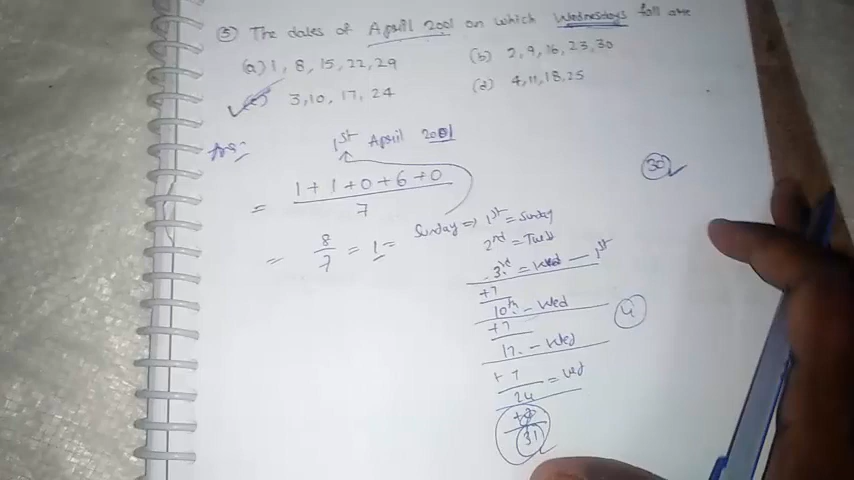 ③ The dates of April 2001 on which Wednesdays fall are
(a) 1, 8, 15, 22, 29
(b) 2, 9, 16, 23, 30
(c) 3, 10, 17, 24
(d) 4, 11, 18, 25
Ans:-
1st April 2001
= 1 + 1 + 0 + 6 + 0
7
= 8/7 = 1 =
Sunday ⇒ 1st = Sunday
2nd = Tues
3rd = Wed — 1st
+7
10th - Wed
+7
17 - Wed
+7
24 = Wed
+7
31
30
4